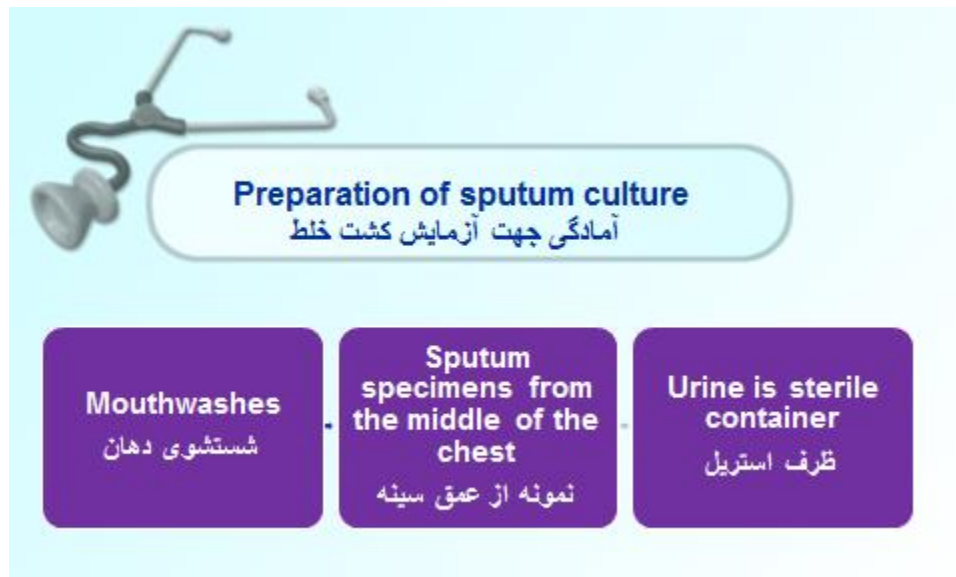 Preparation of sputum culture
آمادگی جهت آزمایش کشت خلط
Mouthwashes
شستشوی دهان
Sputum
specimens from
the middle of the
chest
نمونه از عمق سینه
Urine is sterile
container
ظرف استریل